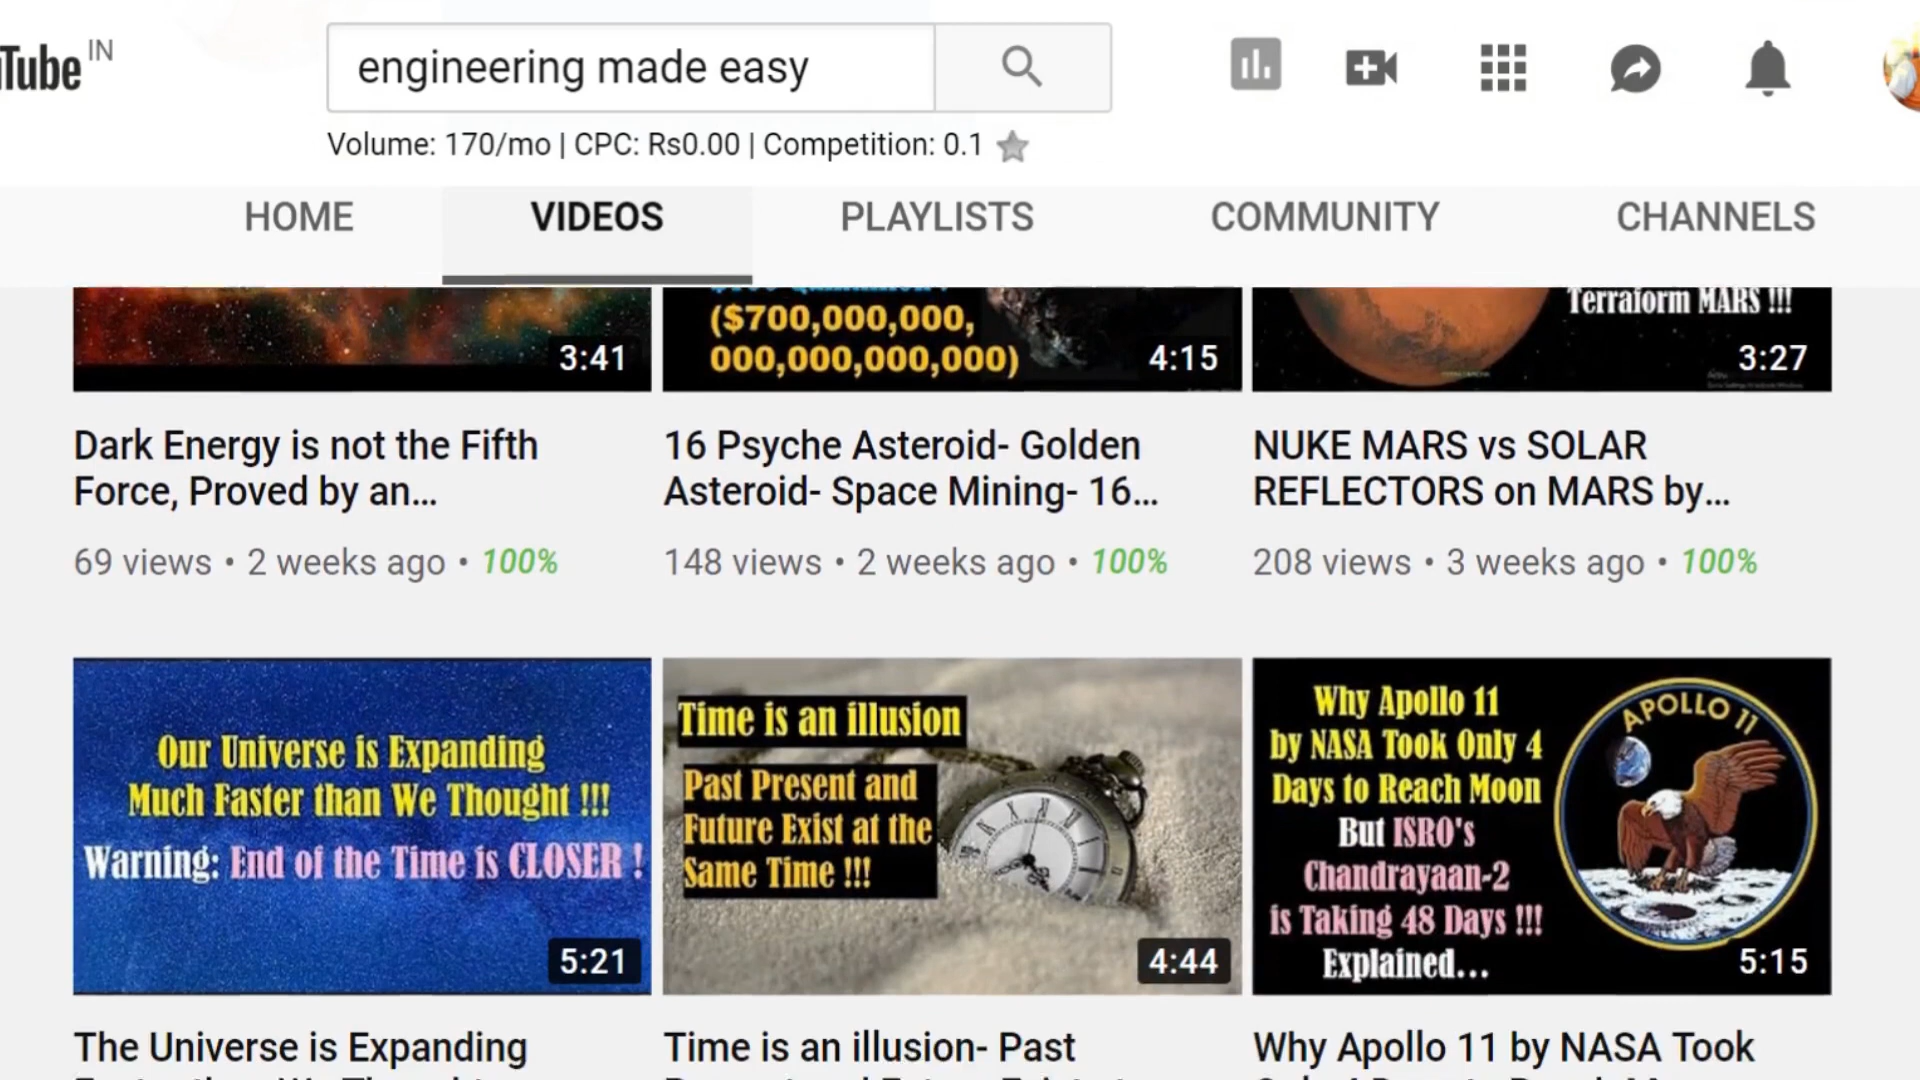 Tube IN
engineering made easy
Volume: 170/mo | CPC: Rs0.00 | Competition: 0.1
HOME VIDEOS PLAYLISTS COMMUNITY CHANNELS
3:41
($700,000,000,
000,000,000,000)
4:15
Terraform MARS !!!
3:27
Dark Energy is not the Fifth
Force, Proved by an...
69 views • 2 weeks ago • 100%
16 Psyche Asteroid- Golden
Asteroid- Space Mining- 16...
148 views • 2 weeks ago • 100%
NUKE MARS vs SOLAR
REFLECTORS on MARS by...
208 views • 3 weeks ago • 100%
Our Universe is Expanding
Much Faster than We Thought !!!
Warning: End of the Time is CLOSER !
5:21
Time is an illusion
Past Present and
Future Exist at the
Same Time !!!
4:44
Why Apollo 11
by NASA Took Only 4
Days to Reach Moon
But ISRO's
Chandrayaan-2
is Taking 48 Days !!!
Explained...
APOLLO 11
5:15
The Universe is Expanding
Time is an illusion- Past
Why Apollo 11 by NASA Took